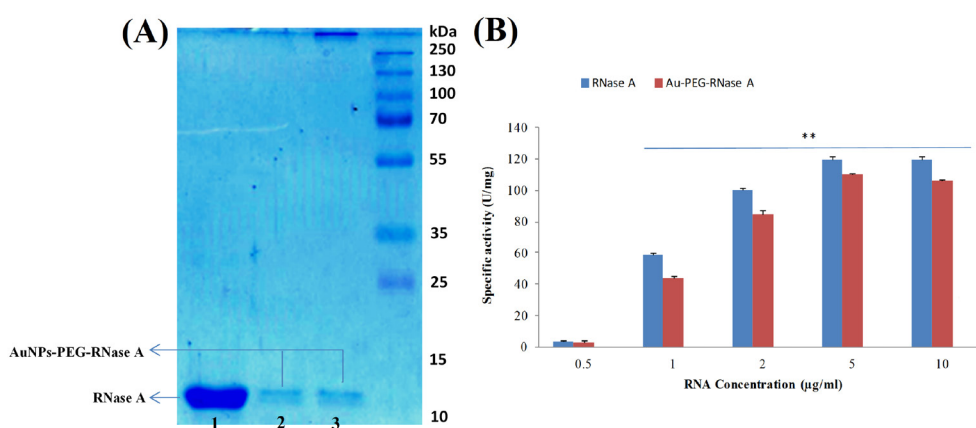 (A)
kDa
250
130
100
70
55
35
25
15
10
AuNPs-PEG-RNase A
RNase A
1 2 3
(B)
RNase A Au-PEG-RNase A
**
Specific activity (U/mg)
140
120
100
80
60
40
20
0
0.5 1 2 5 10
RNA Concentration (µg/ml)